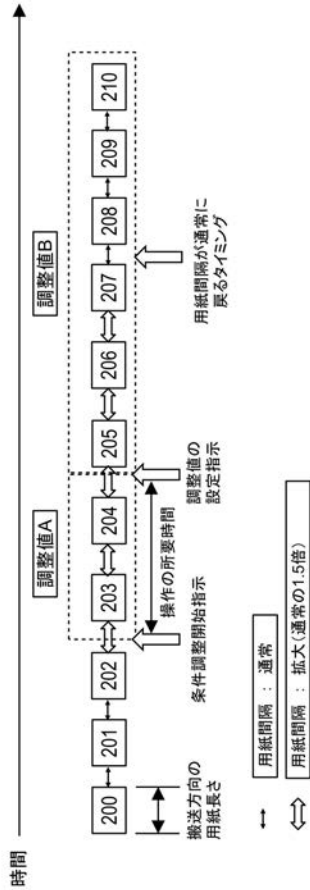 時間
調整値A
調整値B
200
201
202
203
204
205
206
207
208
209
210
搬送方向の
用紙長さ
条件調整開始指示
操作の所要時間
調整値の
設定指示
用紙間隔が通常に
戻るタイミング
用紙間隔 : 通常
用紙間隔 : 拡大(通常の1.5倍)